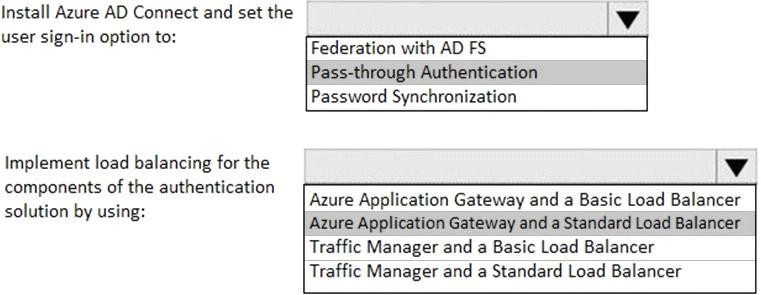 Install Azure AD Connect and set the
user sign-in option to:
Federation with AD FS
Pass-through Authentication
Password Synchronization
Implement load balancing for the
components of the authentication
solution by using:
Azure Application Gateway and a Basic Load Balancer
Azure Application Gateway and a Standard Load Balancer
Traffic Manager and a Basic Load Balancer
Traffic Manager and a Standard Load Balancer